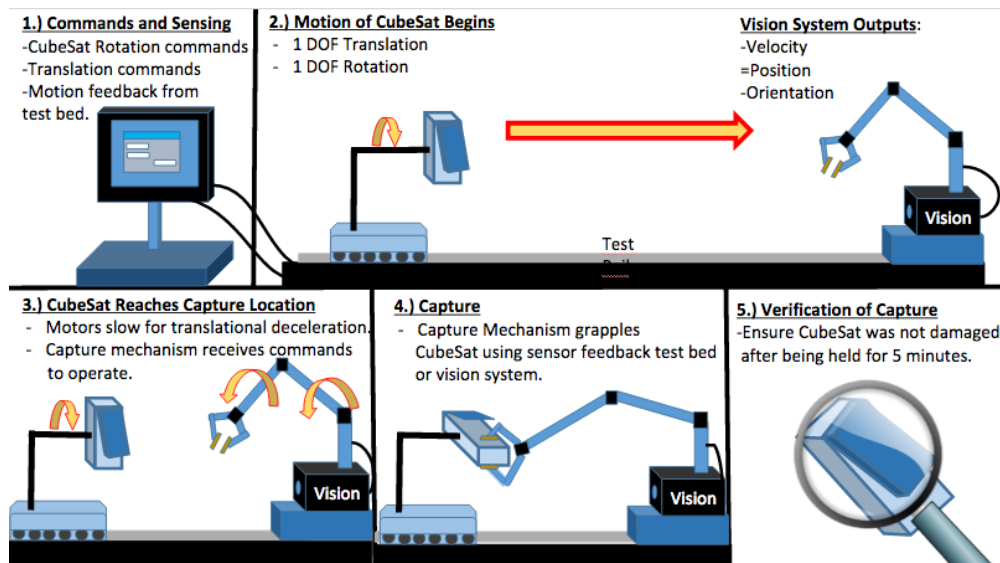 1.) Commands and Sensing
-CubeSat Rotation commands
-Translation commands
-Motion feedback from
test bed.
2.) Motion of CubeSat Begins
- 1 DOF Translation
- 1 DOF Rotation
Vision System Outputs:
-Velocity
=Position
-Orientation
Vision
Test
3.) CubeSat Reaches Capture Location
- Motors slow for translational deceleration.
- Capture mechanism receives commands
to operate.
Vision
4.) Capture
- Capture Mechanism grapples
CubeSat using sensor feedback test bed
or vision system.
Vision
5.) Verification of Capture
-Ensure CubeSat was not damaged
after being held for 5 minutes.